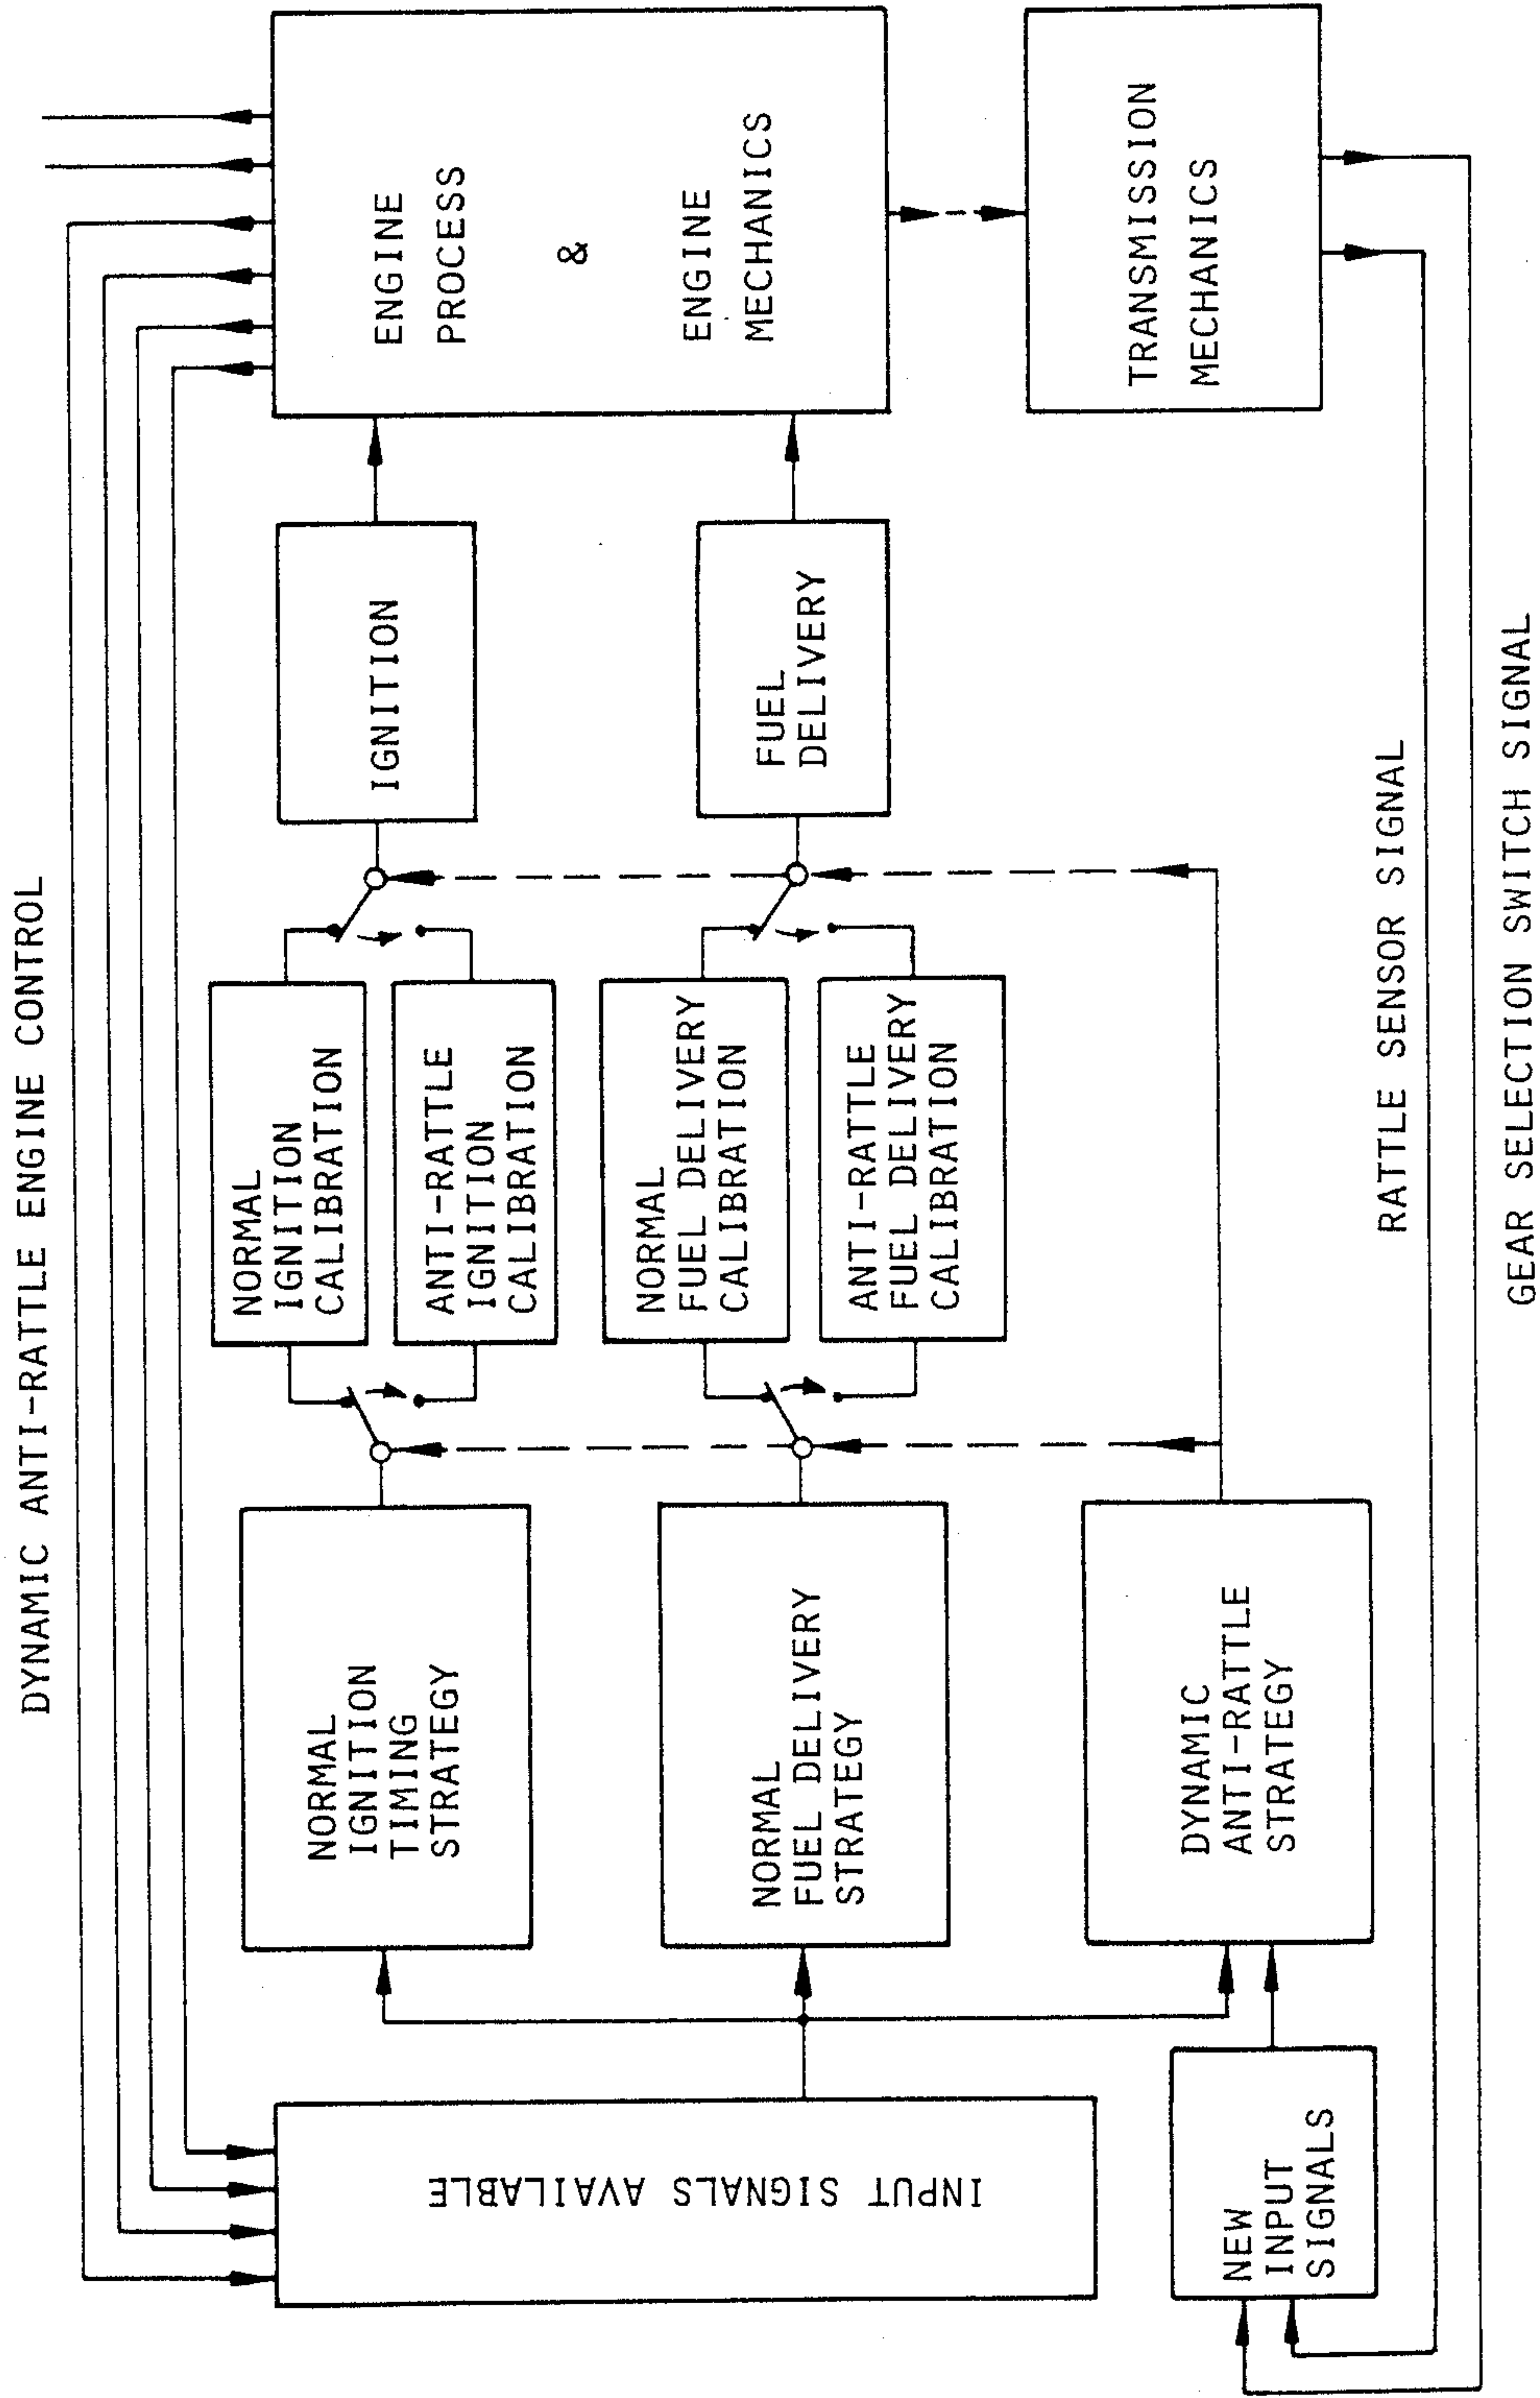 DYNAMIC ANTI-RATTLE ENGINE CONTROL
INPUT SIGNALS AVAILABLE
NEW
INPUT
SIGNALS
NORMAL
IGNITION
TIMING
STRATEGY
NORMAL
FUEL DELIVERY
STRATEGY
DYNAMIC
ANTI-RATTLE
STRATEGY
NORMAL
IGNITION
CALIBRATION
ANTI-RATTLE
IGNITION
CALIBRATION
NORMAL
FUEL DELIVERY
CALIBRATION
ANTI-RATTLE
FUEL DELIVERY
CALIBRATION
IGNITION
FUEL
DELIVERY
ENGINE
PROCESS
&
ENGINE
MECHANICS
TRANSMISSION
MECHANICS
RATTLE SENSOR SIGNAL
GEAR SELECTION SWITCH SIGNAL